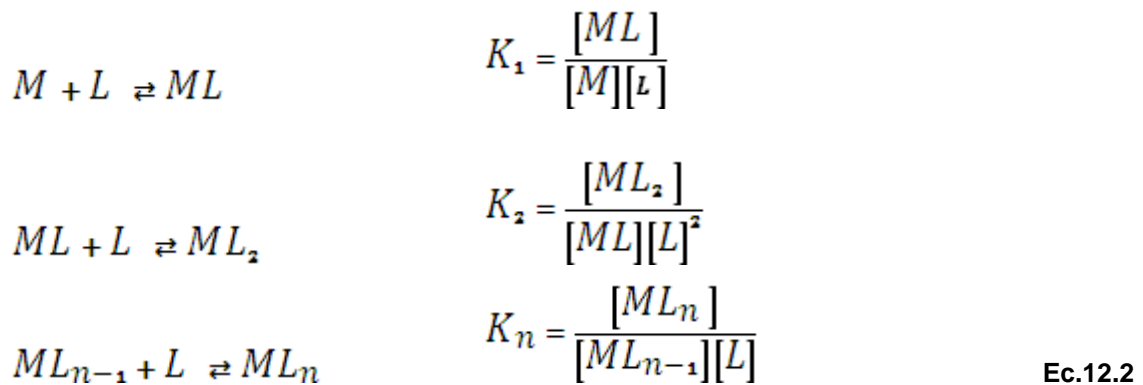 M + L ⇄ ML    K₁ = [ML] / [M][L]
ML + L ⇄ ML₂    K₂ = [ML₂] / [ML][L]²
MLₙ₋₁ + L ⇄ MLₙ    Kₙ = [MLₙ] / [MLₙ₋₁][L]    Ec.12.2